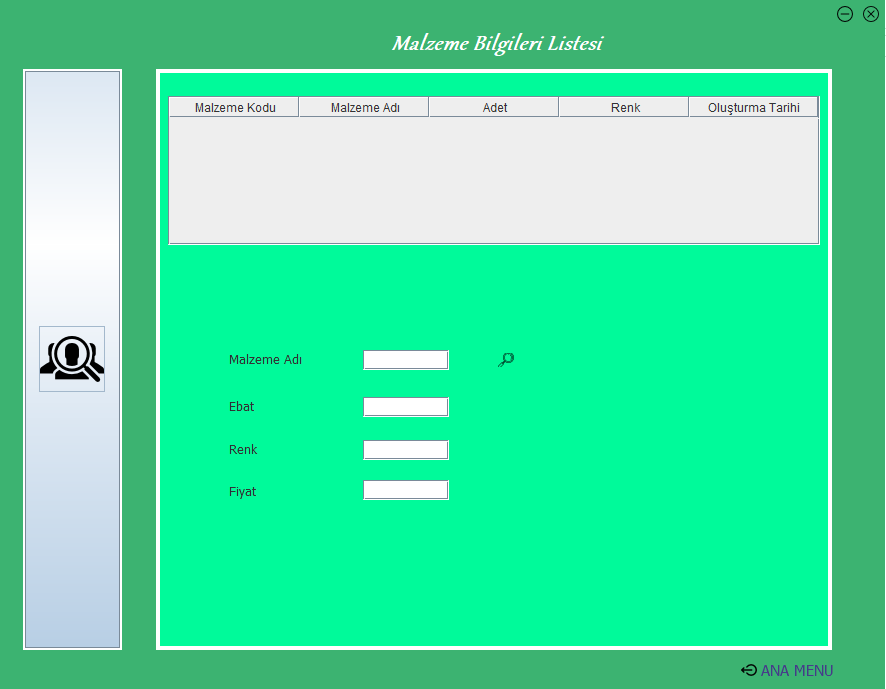 Malzeme Bilgileri Listesi
Malzeme Kodu Malzeme Adı Adet Renk Oluşturma Tarihi
Malzeme Adı
Ebat
Renk
Fiyat
ANA MENU